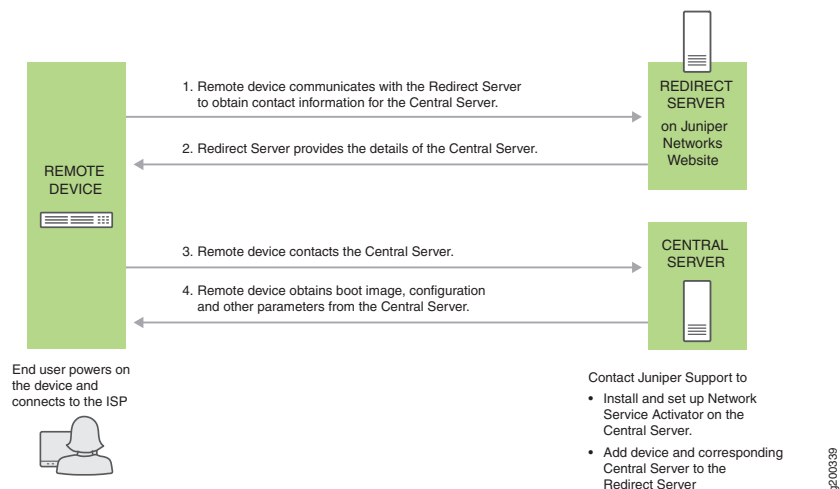 1. Remote device communicates with the Redirect Server
to obtain contact information for the Central Server.
2. Redirect Server provides the details of the Central Server.
REMOTE
DEVICE
REDIRECT
SERVER
on Juniper
Networks
Website
3. Remote device contacts the Central Server.
4. Remote device obtains boot image, configuration
and other parameters from the Central Server.
CENTRAL
SERVER
End user powers on
the device and
connects to the ISP
Contact Juniper Support to
• Install and set up Network
Service Activator on the
Central Server.
• Add device and corresponding
Central Server to the
Redirect Server
g200339